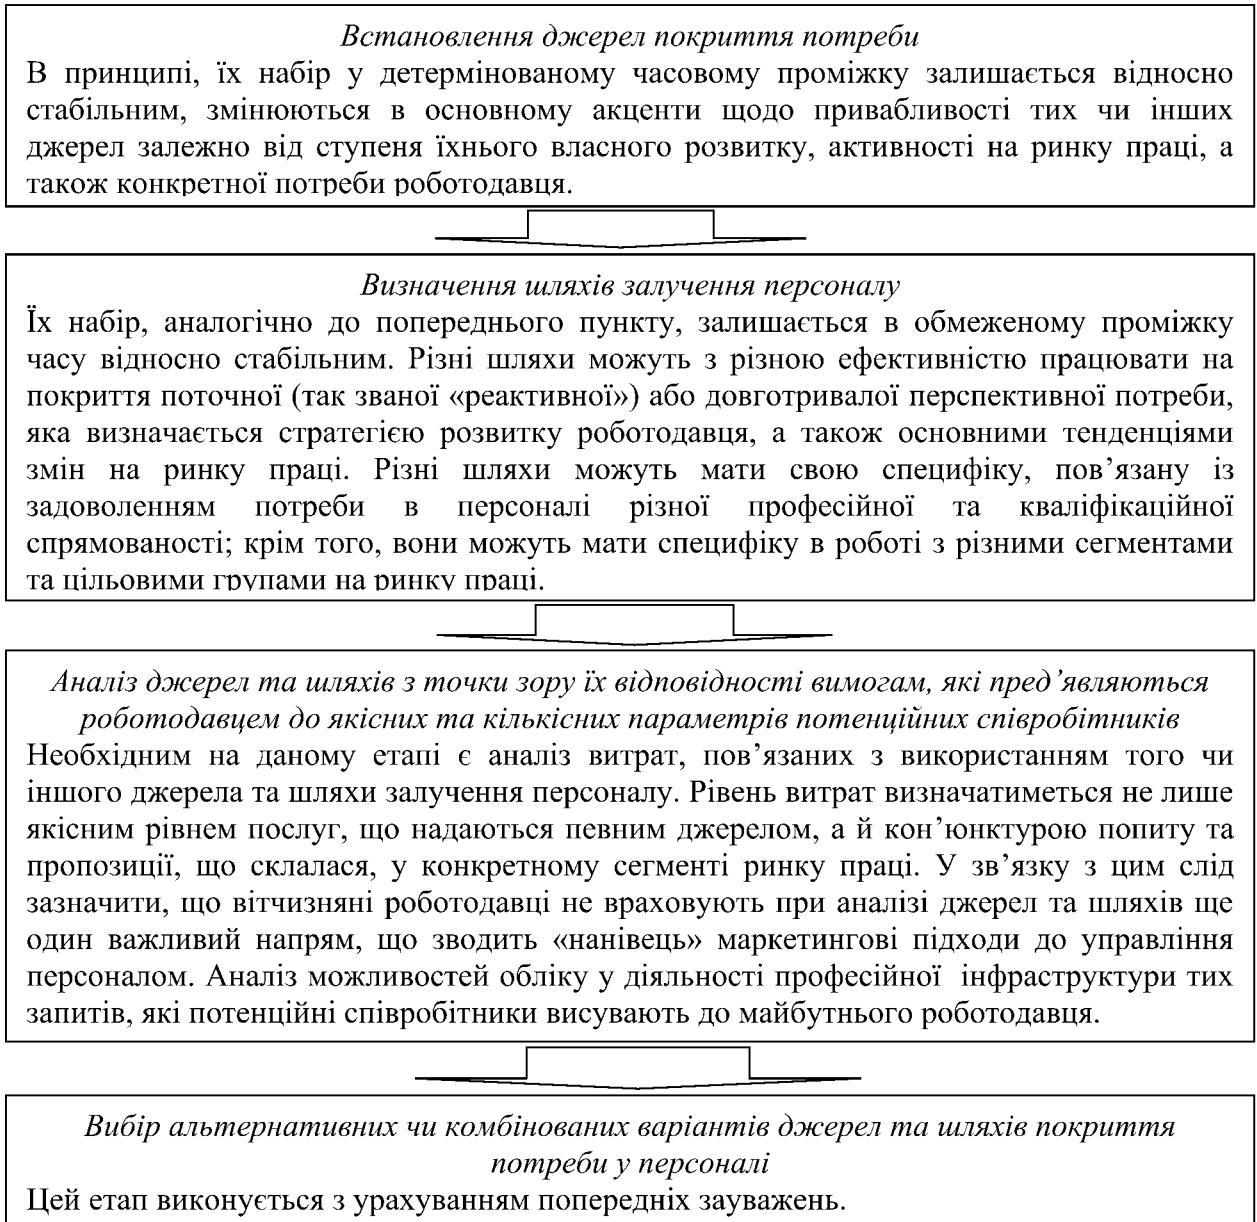 Встановлення джерел покриття потреби
В принципі, їх набір у детермінованому часовому проміжку залишається відносно
стабільним, змінюються в основному акценти щодо привабливості тих чи інших
джерел залежно від ступеня їхнього власного розвитку, активності на ринку праці, а
також конкретної потреби роботодавця.
Визначення шляхів залучення персоналу
Їх набір, аналогічно до попереднього пункту, залишається в обмеженому проміжку
часу відносно стабільним. Різні шляхи можуть з різною ефективністю працювати на
покриття поточної (так званої «реактивної») або довготривалої перспективної потреби,
яка визначається стратегією розвитку роботодавця, а також основними тенденціями
змін на ринку праці. Різні шляхи можуть мати свою специфіку, пов’язану із
задоволенням потреби в персоналі різної професійної та кваліфікаційної
спрямованості; крім того, вони можуть мати специфіку в роботі з різними сегментами
та цільовими групами на ринку праці.
Аналіз джерел та шляхів з точки зору їх відповідності вимогам, які пред’являються
роботодавцем до якісних та кількісних параметрів потенційних співробітників
Необхідним на даному етапі є аналіз витрат, пов’язаних з використанням того чи
іншого джерела та шляхи залучення персоналу. Рівень витрат визначатиметься не лише
якісним рівнем послуг, що надаються певним джерелом, а й кон’юнктурою попиту та
пропозиції, що склалася, у конкретному сегменті ринку праці. У зв’язку з цим слід
зазначити, що вітчизняні роботодавці не враховують при аналізі джерел та шляхів ще
один важливий напрям, що зводить «нанівець» маркетингові підходи до управління
персоналом. Аналіз можливостей обліку у діяльності професійної інфраструктури тих
запитів, які потенційні співробітники висувають до майбутнього роботодавця.
Вибір альтернативних чи комбінованих варіантів джерел та шляхів покриття
потреби у персоналі
Цей етап виконується з урахуванням попередніх зауважень.